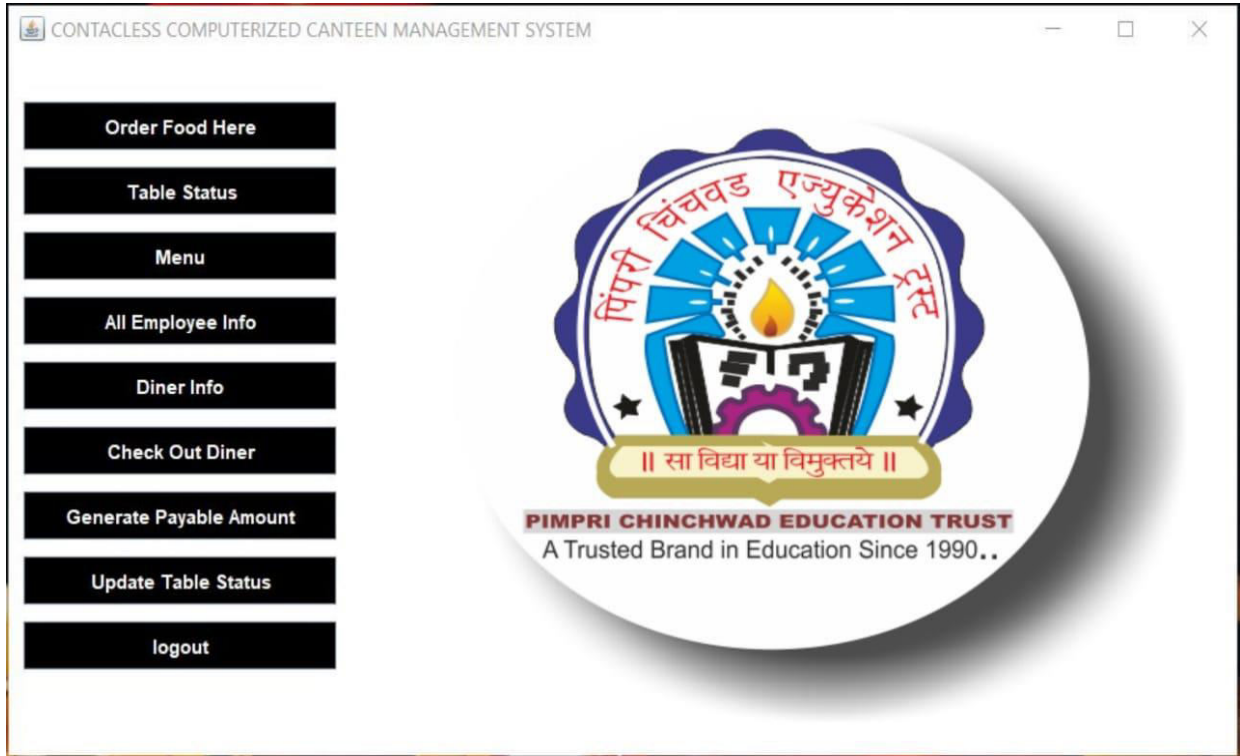 CONTACLESS COMPUTERIZED CANTEEN MANAGEMENT SYSTEM
Order Food Here
Table Status
Menu
All Employee Info
Diner Info
Check Out Diner
Generate Payable Amount
Update Table Status
logout
पिंपरी चिंचवड एज्युकेशन ट्रस्ट
॥ सा विद्या या विमुक्तये ॥
PIMPRI CHINCHWAD EDUCATION TRUST
A Trusted Brand in Education Since 1990..